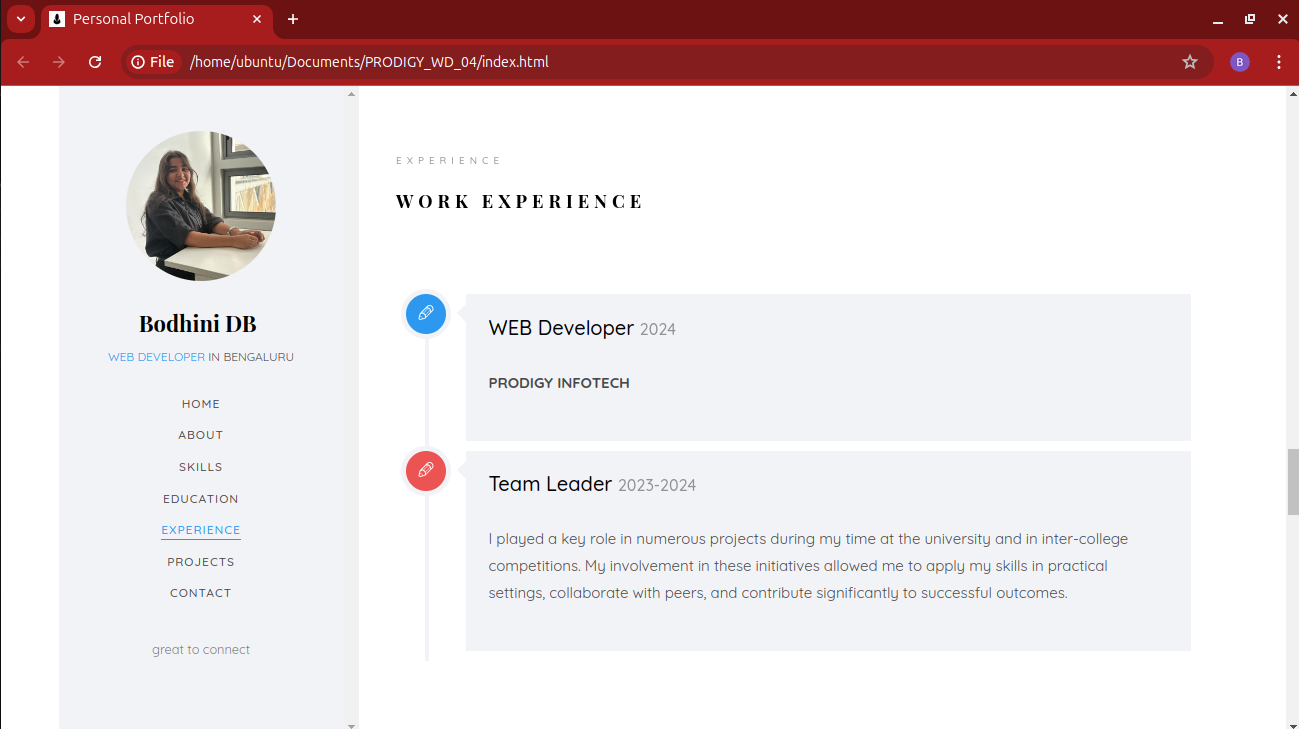 Personal Portfolio
File
/home/ubuntu/Documents/PRODIGY_WD_04/index.html
B
Bodhini DB
WEB DEVELOPER IN BENGALURU
HOME
ABOUT
SKILLS
EDUCATION
EXPERIENCE
PROJECTS
CONTACT
great to connect
EXPERIENCE
WORK EXPERIENCE
WEB Developer 2024
PRODIGY INFOTECH
Team Leader 2023-2024
I played a key role in numerous projects during my time at the university and in inter-college
competitions. My involvement in these initiatives allowed me to apply my skills in practical
settings, collaborate with peers, and contribute significantly to successful outcomes.